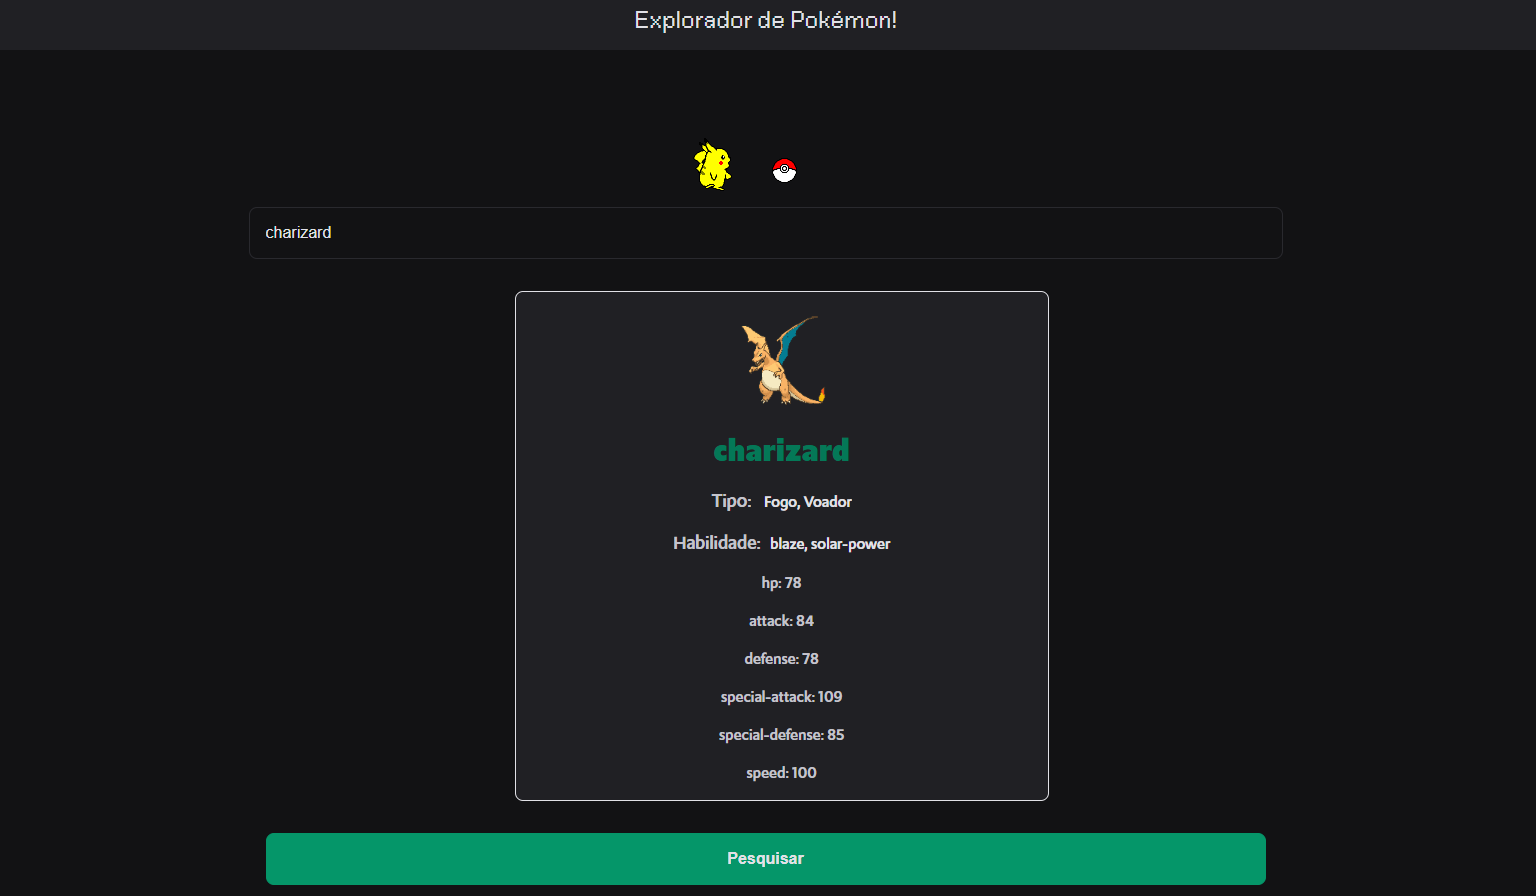 Explorador de Pokémon!
charizard
charizard
Tipo: Fogo, Voador
Habilidade: blaze, solar-power
hp: 78
attack: 84
defense: 78
special-attack: 109
special-defense: 85
speed: 100
Pesquisar